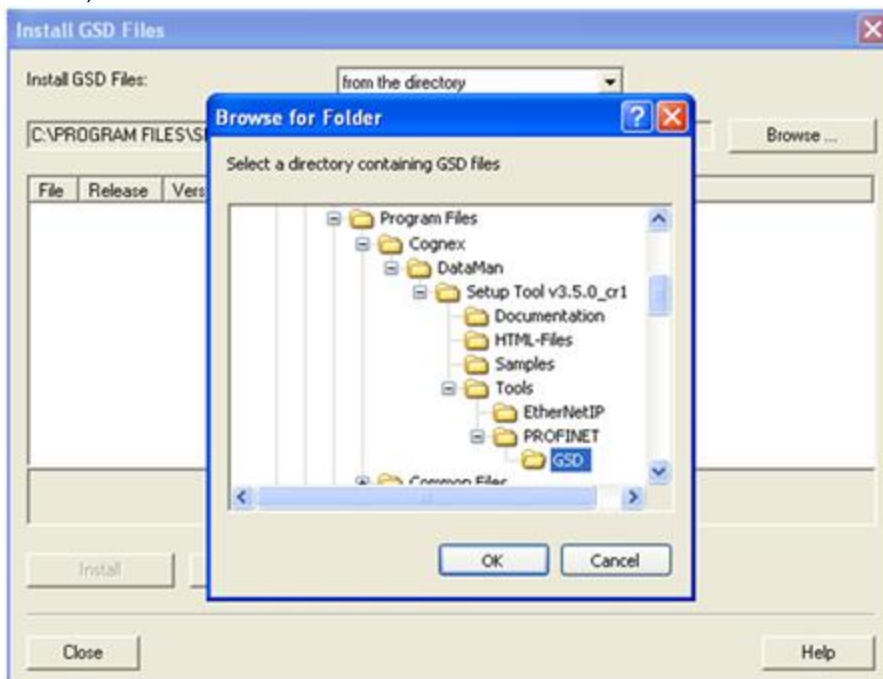 Install GSD Files
Install GSD Files:
from the directory
C:\PROGRAM FILES\
Browse ...
File Release Vers
Browse for Folder
Select a directory containing GSD files
Program Files
Cognex
DataMan
Setup Tool v3.5.0_cr1
Documentation
HTML-Files
Samples
Tools
EtherNetIP
PROFINET
GSD
Common Files
OK Cancel
Install
Close Help